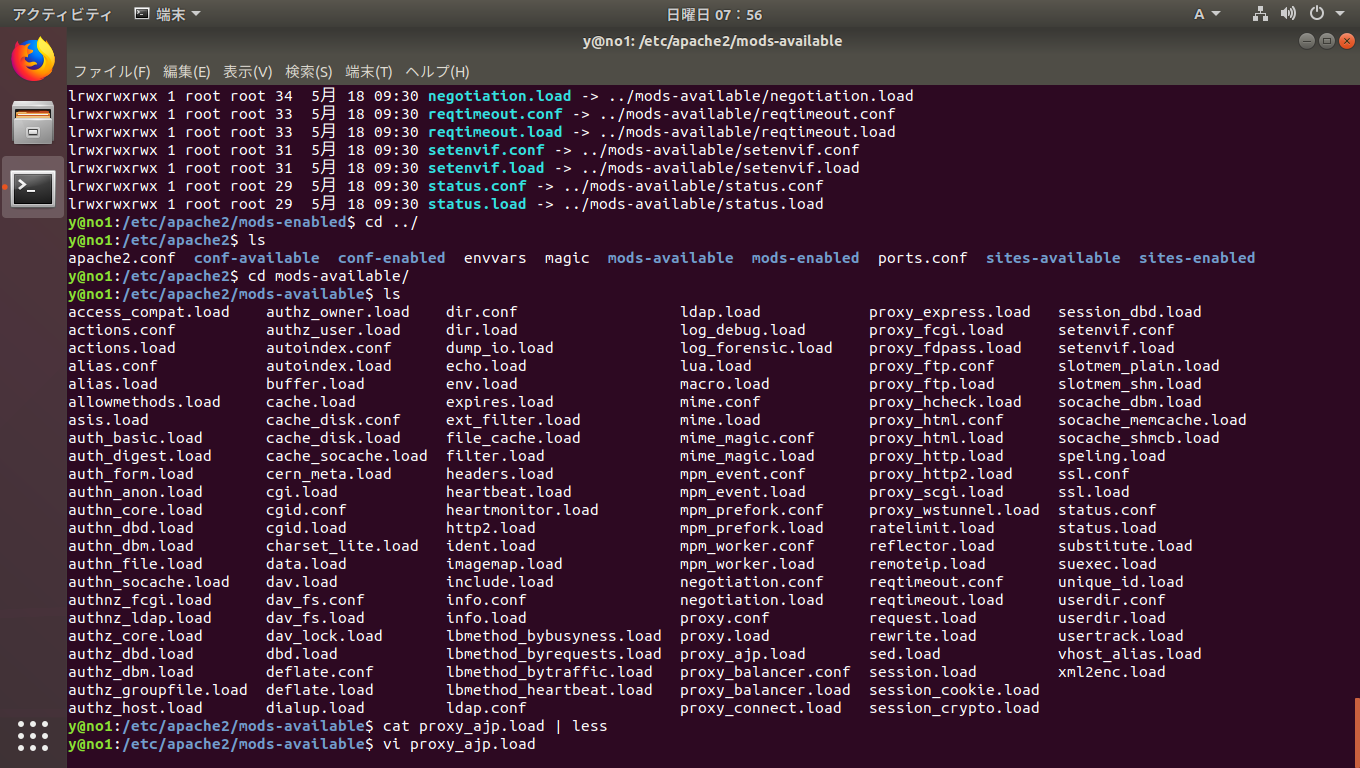 アクティビティ 端末 日曜日 07：56 A
y@no1: /etc/apache2/mods-available
ファイル(F) 編集(E) 表示(V) 検索(S) 端末(T) ヘルプ(H)
lrwxrwxrwx 1 root root 34  5月 18 09:30 negotiation.load -> ../mods-available/negotiation.load
lrwxrwxrwx 1 root root 33  5月 18 09:30 reqtimeout.conf -> ../mods-available/reqtimeout.conf
lrwxrwxrwx 1 root root 33  5月 18 09:30 reqtimeout.load -> ../mods-available/reqtimeout.load
lrwxrwxrwx 1 root root 31  5月 18 09:30 setenvif.conf -> ../mods-available/setenvif.conf
lrwxrwxrwx 1 root root 31  5月 18 09:30 setenvif.load -> ../mods-available/setenvif.load
lrwxrwxrwx 1 root root 29  5月 18 09:30 status.conf -> ../mods-available/status.conf
lrwxrwxrwx 1 root root 29  5月 18 09:30 status.load -> ../mods-available/status.load
y@no1:/etc/apache2/mods-enabled$ cd ../
y@no1:/etc/apache2$ ls
apache2.conf  conf-available  conf-enabled  envvars  magic  mods-available  mods-enabled  ports.conf  sites-available  sites-enabled
y@no1:/etc/apache2$ cd mods-available/
y@no1:/etc/apache2/mods-available$ ls
access_compat.load  authz_owner.load  dir.conf  ldap.load  proxy_express.load  session_dbd.load
actions.conf  authz_user.load  dir.load  log_debug.load  proxy_fcgi.load  setenvif.conf
actions.load  autoindex.conf  dump_io.load  log_forensic.load  proxy_fdpass.load  setenvif.load
alias.conf  autoindex.load  echo.load  lua.load  proxy_ftp.conf  slotmem_plain.load
alias.load  buffer.load  env.load  macro.load  proxy_ftp.load  slotmem_shm.load
allowmethods.load  cache.load  expires.load  mime.conf  proxy_hcheck.load  socache_dbm.load
asis.load  cache_disk.conf  ext_filter.load  mime.load  proxy_html.conf  socache_memcache.load
auth_basic.load  cache_disk.load  file_cache.load  mime_magic.conf  proxy_html.load  socache_shmcb.load
auth_digest.load  cache_socache.load  filter.load  mime_magic.load  proxy_http.load  speling.load
auth_form.load  cern_meta.load  headers.load  mpm_event.conf  proxy_http2.load  ssl.conf
authn_anon.load  cgi.load  heartbeat.load  mpm_event.load  proxy_scgi.load  ssl.load
authn_core.load  cgid.conf  heartmonitor.load  mpm_prefork.conf  proxy_wstunnel.load  status.conf
authn_dbd.load  cgid.load  http2.load  mpm_prefork.load  ratelimit.load  status.load
authn_dbm.load  charset_lite.load  ident.load  mpm_worker.conf  reflector.load  substitute.load
authn_file.load  data.load  imagemap.load  mpm_worker.load  remoteip.load  suexec.load
authn_socache.load  dav.load  include.load  negotiation.conf  reqtimeout.conf  unique_id.load
authnz_fcgi.load  dav_fs.conf  info.conf  negotiation.load  reqtimeout.load  userdir.conf
authnz_ldap.load  dav_fs.load  info.load  proxy.conf  request.load  userdir.load
authz_core.load  dav_lock.load  lbmethod_bybusyness.load  proxy.load  rewrite.load  usertrack.load
authz_dbd.load  dbd.load  lbmethod_byrequests.load  proxy_ajp.load  sed.load  vhost_alias.load
authz_dbm.load  deflate.conf  lbmethod_bytraffic.load  proxy_balancer.conf  session.load  xml2enc.load
authz_groupfile.load  deflate.load  lbmethod_heartbeat.load  proxy_balancer.load  session_cookie.load
authz_host.load  dialup.load  ldap.conf  proxy_connect.load  session_crypto.load
y@no1:/etc/apache2/mods-available$ cat proxy_ajp.load | less
y@no1:/etc/apache2/mods-available$ vi proxy_ajp.load